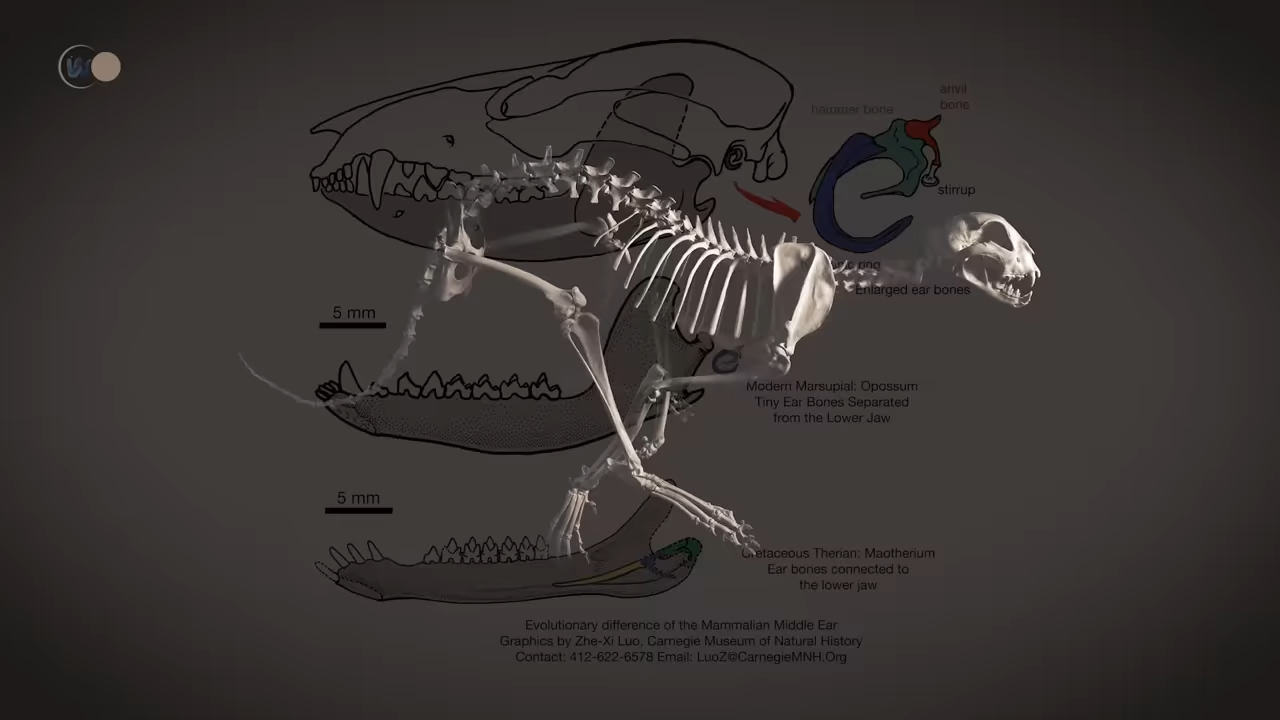 anvil
hammer bone
bone
stirrup
ring
Enlarged ear bones
5 mm
Modern Marsupial: Opossum
Tiny Ear Bones Separated
from the Lower Jaw
5 mm
Cretaceous Therian: Maotherium
Ear bones connected to
the lower jaw
Evolutionary difference of the Mammalian Middle Ear
Graphics by Zhe-Xi Luo, Carnegie Museum of Natural History
Contact: 412-622-6578 Email: LuoZ@CarnegieMNH.Org